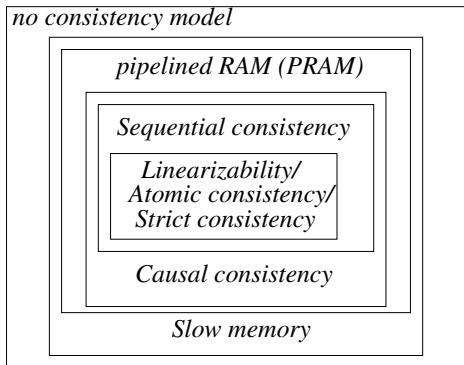 no consistency model
pipelined RAM (PRAM)
Sequential consistency
Linearizability/
Atomic consistency/
Strict consistency
Causal consistency
Slow memory